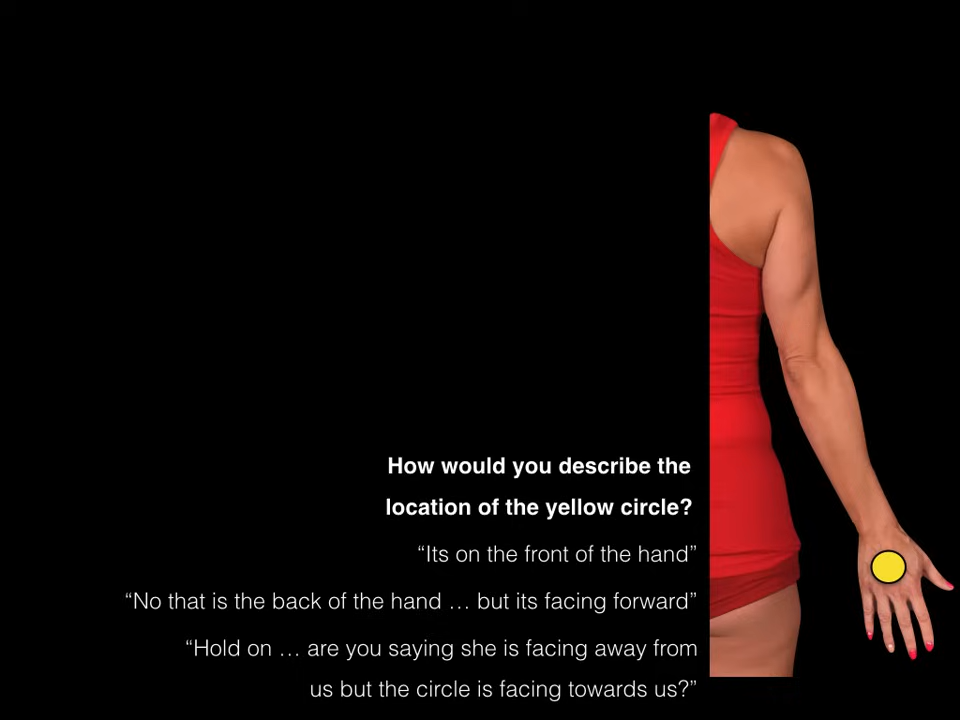 How would you describe the
location of the yellow circle?
“Its on the front of the hand”
“No that is the back of the hand … but its facing forward”
“Hold on … are you saying she is facing away from
us but the circle is facing towards us?”